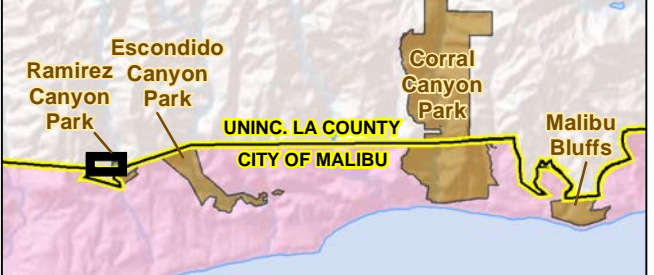 Ramirez
Canyon
Park
Escondido
Canyon
Park
Corral
Canyon
Park
Malibu
Bluffs
UNINC. LA COUNTY
CITY OF MALIBU